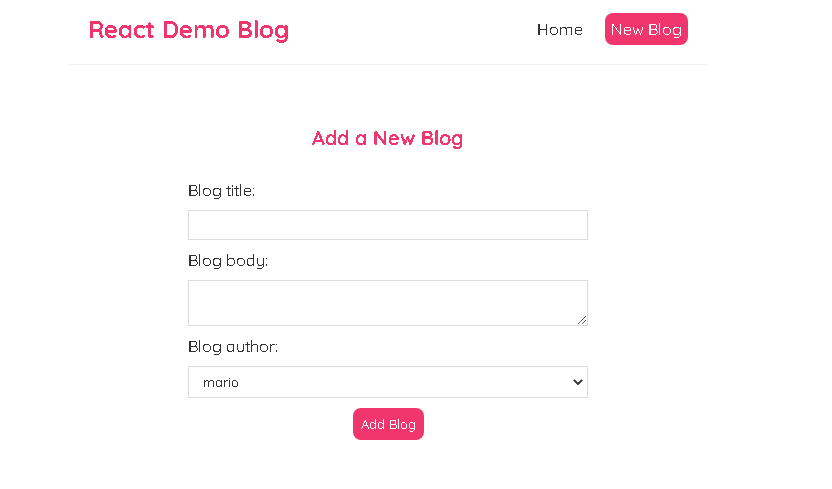 React Demo Blog
Home
New Blog
Add a New Blog
Blog title:
Blog body:
Blog author:
mario
Add Blog